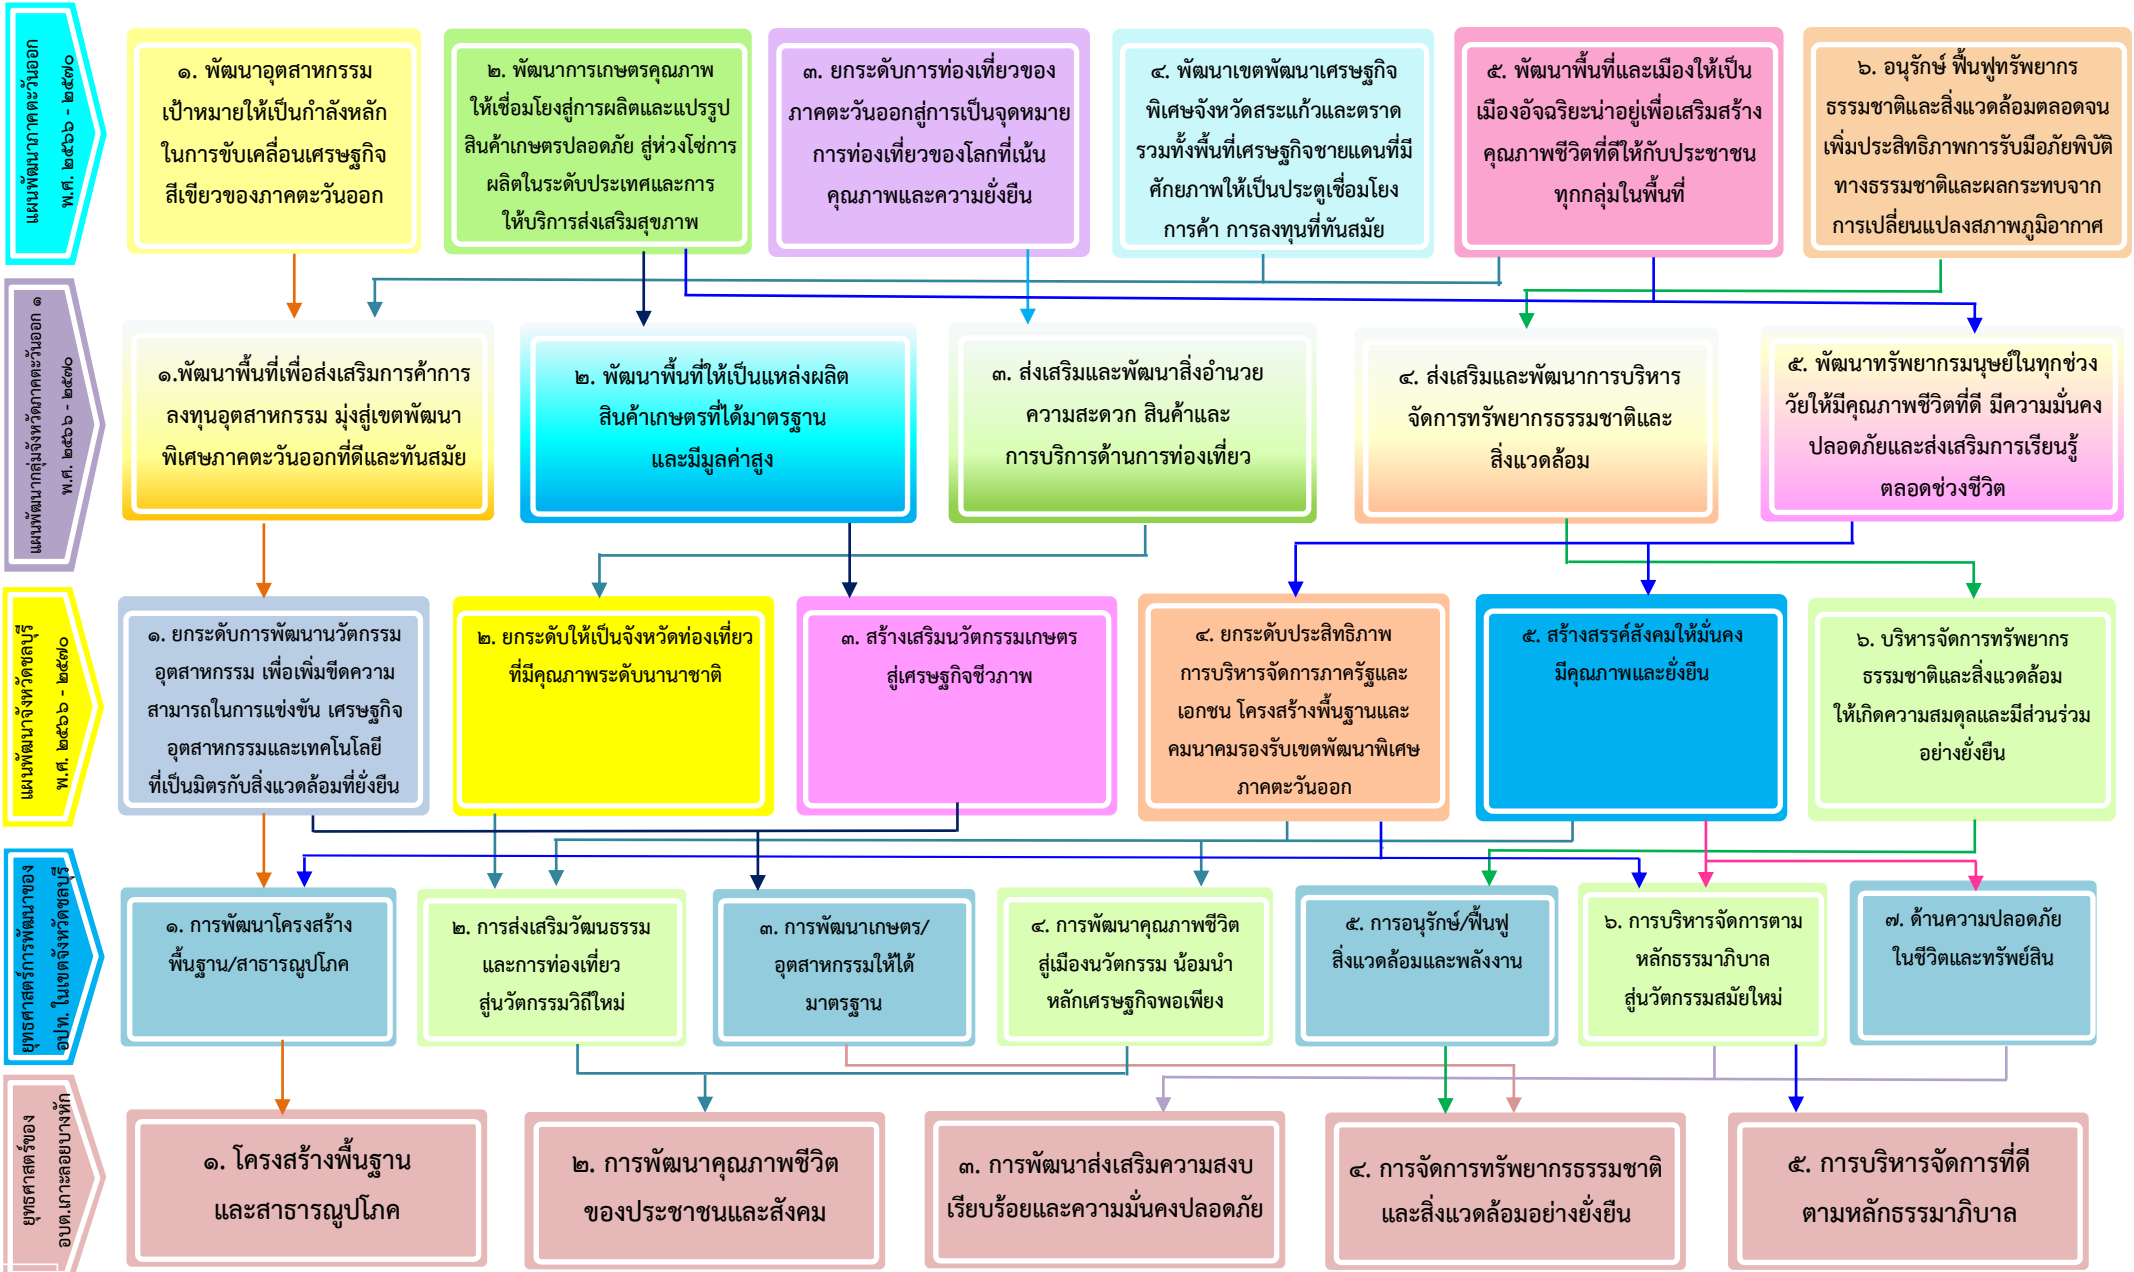 แผนพัฒนาภาคตะวันออก
พ.ศ. ๒๕๖๖ - ๒๕๗๐
๑. พัฒนาอุตสาหกรรม
เป้าหมายให้เป็นกำลังหลัก
ในการขับเคลื่อนเศรษฐกิจ
สีเขียวของภาคตะวันออก
๒. พัฒนาการเกษตรคุณภาพ
ให้เชื่อมโยงสู่การผลิตและแปรรูป
สินค้าเกษตรปลอดภัย สู่ห่วงโซ่การ
ผลิตในระดับประเทศและการ
ให้บริการส่งเสริมสุขภาพ
๓. ยกระดับการท่องเที่ยวของ
ภาคตะวันออกสู่การเป็นจุดหมาย
การท่องเที่ยวของโลกที่เน้น
คุณภาพและความยั่งยืน
๔. พัฒนาเขตพัฒนาเศรษฐกิจ
พิเศษจังหวัดสระแก้วและตราด
รวมทั้งพื้นที่เศรษฐกิจชายแดนที่มี
ศักยภาพให้เป็นประตูเชื่อมโยง
การค้า การลงทุนที่ทันสมัย
๕. พัฒนาพื้นที่และเมืองให้เป็น
เมืองอัจฉริยะน่าอยู่เพื่อเสริมสร้าง
คุณภาพชีวิตที่ดีให้กับประชาชน
ทุกกลุ่มในพื้นที่
๖. อนุรักษ์ ฟื้นฟูทรัพยากร
ธรรมชาติและสิ่งแวดล้อมตลอดจน
เพิ่มประสิทธิภาพการรับมือภัยพิบัติ
ทางธรรมชาติและผลกระทบจาก
การเปลี่ยนแปลงสภาพภูมิอากาศ
แผนพัฒนากลุ่มจังหวัดภาคตะวันออก ๑
พ.ศ. ๒๕๖๖ - ๒๕๗๐
๑.พัฒนาพื้นที่เพื่อส่งเสริมการค้าการ
ลงทุนอุตสาหกรรม มุ่งสู่เขตพัฒนา
พิเศษภาคตะวันออกที่ดีและทันสมัย
๒. พัฒนาพื้นที่ให้เป็นแหล่งผลิต
สินค้าเกษตรที่ได้มาตรฐาน
และมีมูลค่าสูง
๓. ส่งเสริมและพัฒนาสิ่งอำนวย
ความสะดวก สินค้าและ
การบริการด้านการท่องเที่ยว
๔. ส่งเสริมและพัฒนาการบริหาร
จัดการทรัพยากรธรรมชาติและ
สิ่งแวดล้อม
๕. พัฒนาทรัพยากรมนุษย์ในทุกช่วง
วัยให้มีคุณภาพชีวิตที่ดี มีความมั่นคง
ปลอดภัยและส่งเสริมการเรียนรู้
ตลอดช่วงชีวิต
แผนพัฒนาจังหวัดชลบุรี
พ.ศ. ๒๕๖๖ - ๒๕๗๐
๑. ยกระดับการพัฒนานวัตกรรม
อุตสาหกรรม เพื่อเพิ่มขีดความ
สามารถในการแข่งขัน เศรษฐกิจ
อุตสาหกรรมและเทคโนโลยี
ที่เป็นมิตรกับสิ่งแวดล้อมที่ยั่งยืน
๒. ยกระดับให้เป็นจังหวัดท่องเที่ยว
ที่มีคุณภาพระดับนานาชาติ
๓. สร้างเสริมนวัตกรรมเกษตร
สู่เศรษฐกิจชีวภาพ
๔. ยกระดับประสิทธิภาพ
การบริหารจัดการภาครัฐและ
เอกชน โครงสร้างพื้นฐานและ
คมนาคมรองรับเขตพัฒนาพิเศษ
ภาคตะวันออก
๕. สร้างสรรค์สังคมให้มั่นคง
มีคุณภาพและยั่งยืน
๖. บริหารจัดการทรัพยากร
ธรรมชาติและสิ่งแวดล้อม
ให้เกิดความสมดุลและมีส่วนร่วม
อย่างยั่งยืน
ยุทธศาสตร์การพัฒนาของ
อปท. ในเขตจังหวัดชลบุรี
๑. การพัฒนาโครงสร้าง
พื้นฐาน/สาธารณูปโภค
๒. การส่งเสริมวัฒนธรรม
และการท่องเที่ยว
สู่นวัตกรรมวิถีใหม่
๓. การพัฒนาเกษตร/
อุตสาหกรรมให้ได้
มาตรฐาน
๔. การพัฒนาคุณภาพชีวิต
สู่เมืองนวัตกรรม น้อมนำ
หลักเศรษฐกิจพอเพียง
๕. การอนุรักษ์/ฟื้นฟู
สิ่งแวดล้อมและพลังงาน
๖. การบริหารจัดการตาม
หลักธรรมาภิบาล
สู่นวัตกรรมสมัยใหม่
๗. ด้านความปลอดภัย
ในชีวิตและทรัพย์สิน
ยุทธศาสตร์ของ
อบต.เกาะลอยบางหัก
๑. โครงสร้างพื้นฐาน
และสาธารณูปโภค
๒. การพัฒนาคุณภาพชีวิต
ของประชาชนและสังคม
๓. การพัฒนาส่งเสริมความสงบ
เรียบร้อยและความมั่นคงปลอดภัย
๔. การจัดการทรัพยากรธรรมชาติ
และสิ่งแวดล้อมอย่างยั่งยืน
๕. การบริหารจัดการที่ดี
ตามหลักธรรมาภิบาล